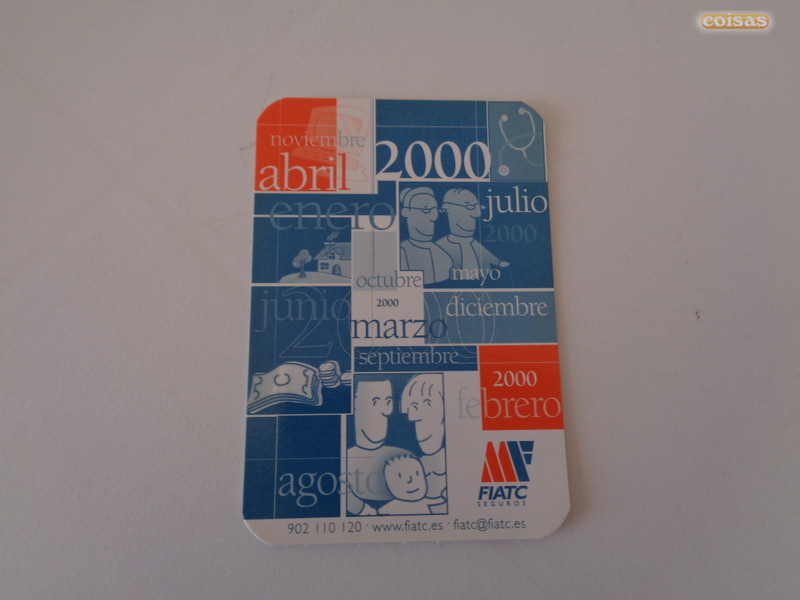 coisas
noviembre
abril
2000
enero
julio
2000
octubre
mayo
junio
2000
2000
diciembre
marzo
septiembre
2000
febrero
agosto
FIATC
SEGUROS
902 110 120 · www.fiatc.es · fiatc@fiatc.es